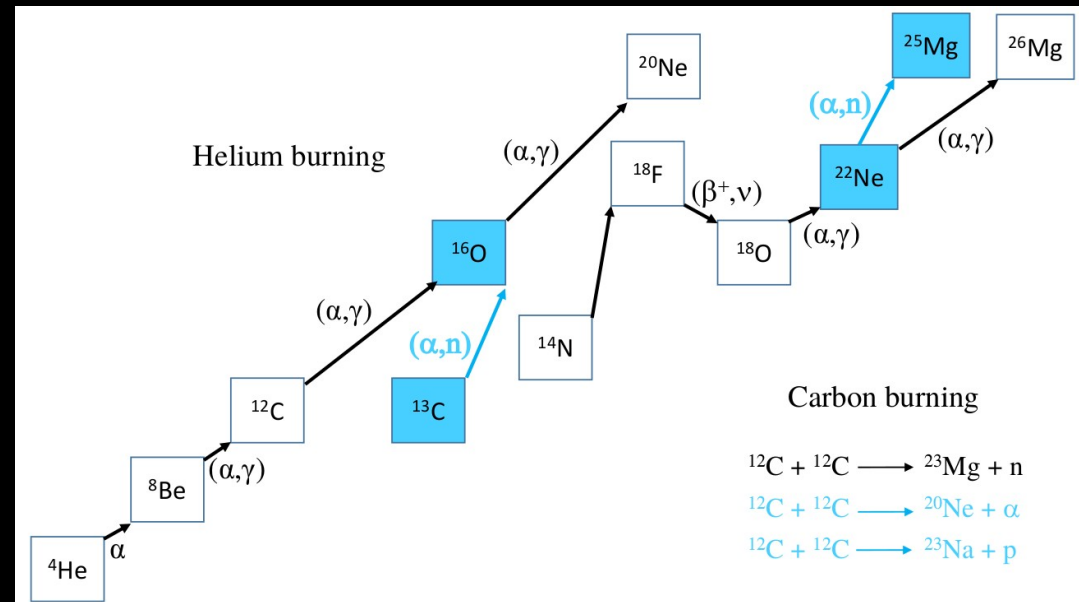 ²⁵Mg
²⁶Mg
²⁰Ne
(α,n)
Helium burning
(α,γ)
(α,γ)
¹⁸F
²²Ne
(β⁺,ν)
¹⁶O
¹⁸O
(α,γ)
(α,γ)
(α,n)
¹⁴N
¹²C
¹³C
Carbon burning
(α,γ)
¹²C + ¹²C ⟶ ²³Mg + n
⁸Be
¹²C + ¹²C ⟶ ²⁰Ne + α
α
¹²C + ¹²C ⟶ ²³Na + p
⁴He